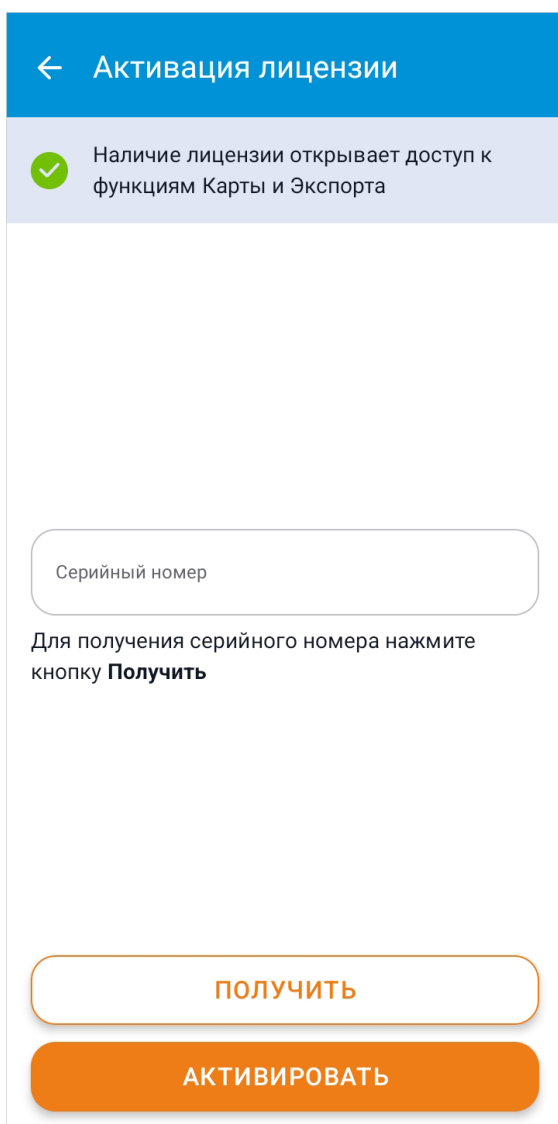 Активация лицензии
Наличие лицензии открывает доступ к
функциям Карты и Экспорта
Серийный номер
Для получения серийного номера нажмите
кнопку Получить
ПОЛУЧИТЬ
АКТИВИРОВАТЬ